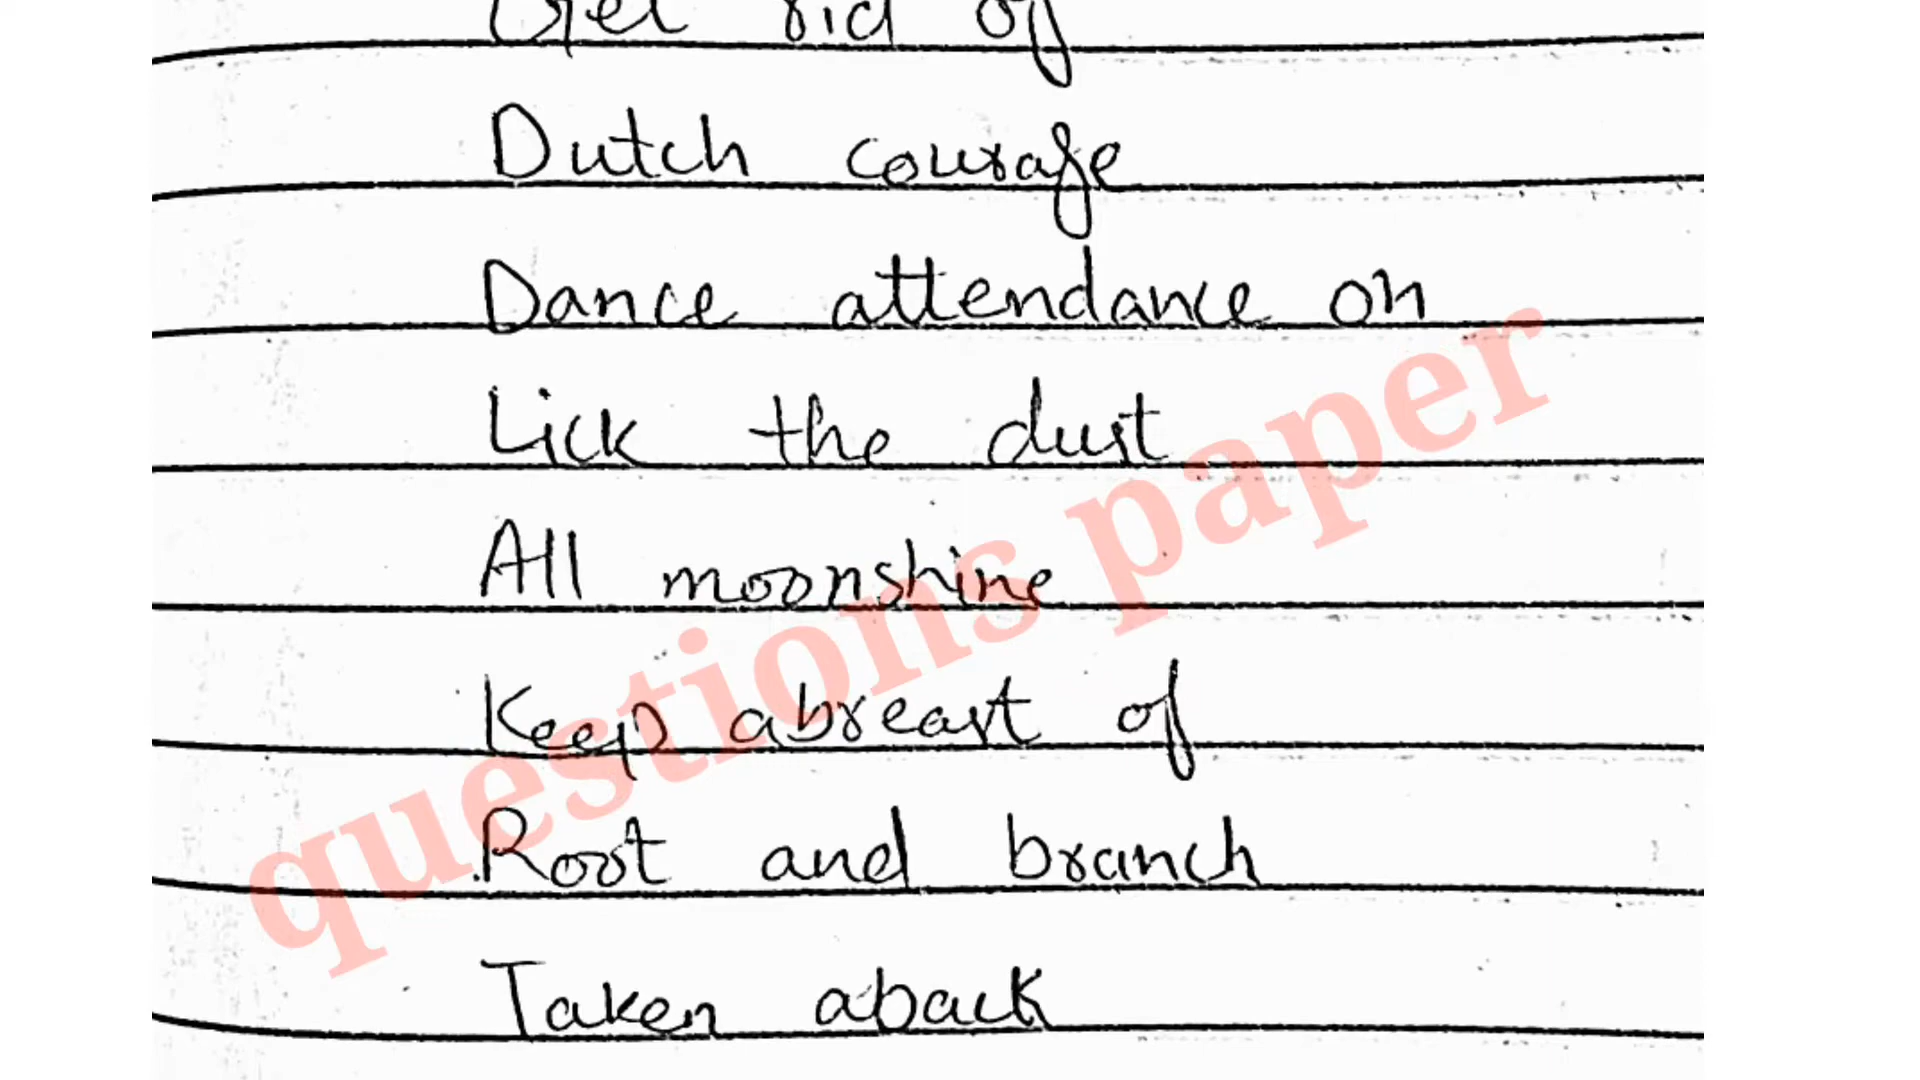 Get rid of
Dutch courage
Dance attendance on
Lick the dust
All moonshine
Keep abreast of
Root and branch
Taken aback
questions paper